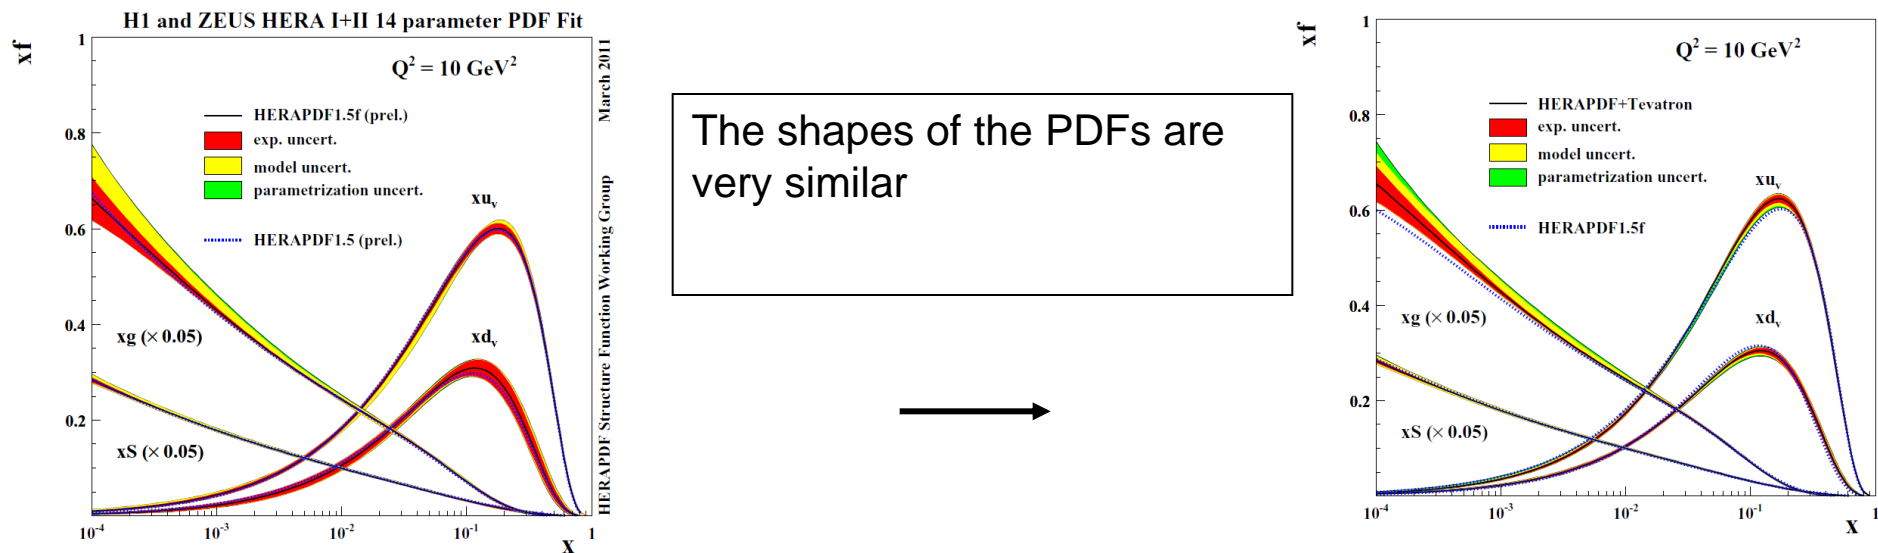 H1 and ZEUS HERA I+II 14 parameter PDF Fit
xf
1
0.8
0.6
0.4
0.2
Q² = 10 GeV²
HERAPDF1.5f (prel.)
exp. uncert.
model uncert.
parametrization uncert.
HERAPDF1.5 (prel.)
xuᵥ
xdᵥ
xg (× 0.05)
xS (× 0.05)
10⁻⁴ 10⁻³ 10⁻² 10⁻¹ 1
x
HERAPDF Structure Function Working Group March 2011
The shapes of the PDFs are
very similar
xf
1
0.8
0.6
0.4
0.2
Q² = 10 GeV²
HERAPDF+Tevatron
exp. uncert.
model uncert.
parametrization uncert.
HERAPDF1.5f
xuᵥ
xdᵥ
xg (× 0.05)
xS (× 0.05)
10⁻⁴ 10⁻³ 10⁻² 10⁻¹ 1
x